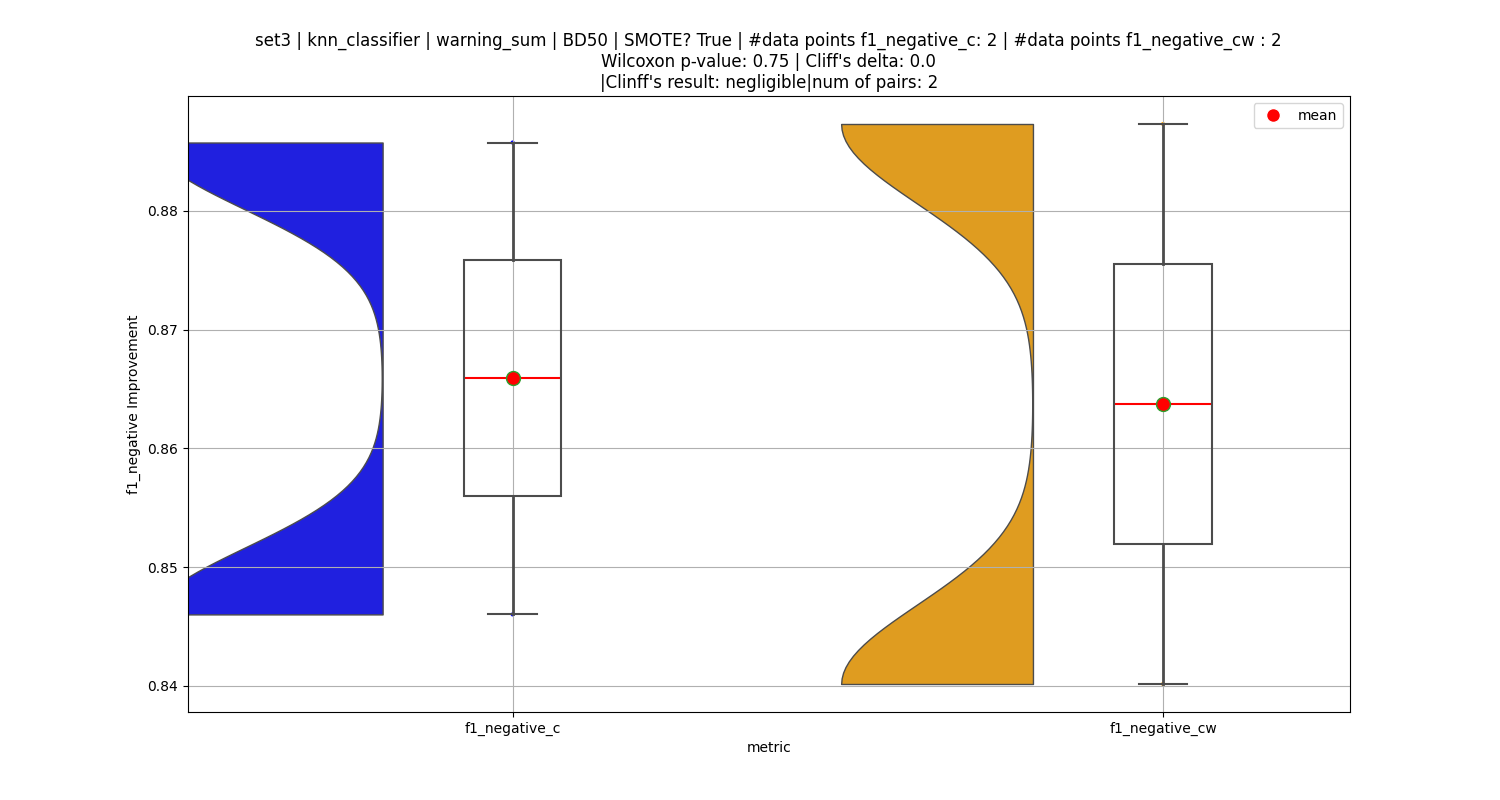 set3 | knn_classifier | warning_sum | BD50 | SMOTE? True | #data points f1_negative_c: 2 | #data points f1_negative_cw : 2
Wilcoxon p-value: 0.75 | Cliff's delta: 0.0
|Clinff's result: negligible|num of pairs: 2
mean
0.88
0.87
0.86
0.85
0.84
f1_negative Improvement
f1_negative_c
f1_negative_cw
metric